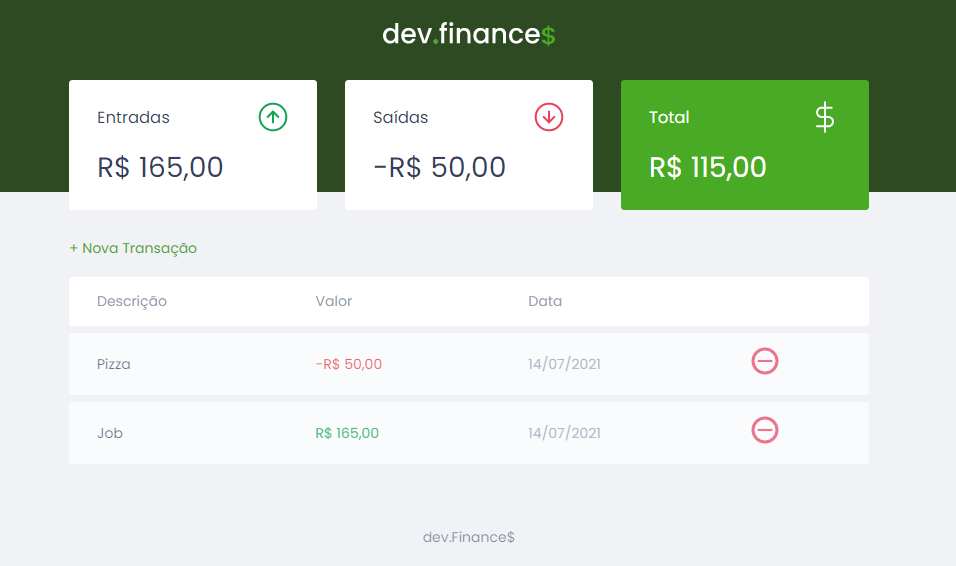 dev.finance$
Entradas
R$ 165,00
Saídas
-R$ 50,00
Total
$
R$ 115,00
+ Nova Transação
Descrição Valor Data
Pizza -R$ 50,00 14/07/2021
Job R$ 165,00 14/07/2021
dev.Finance$